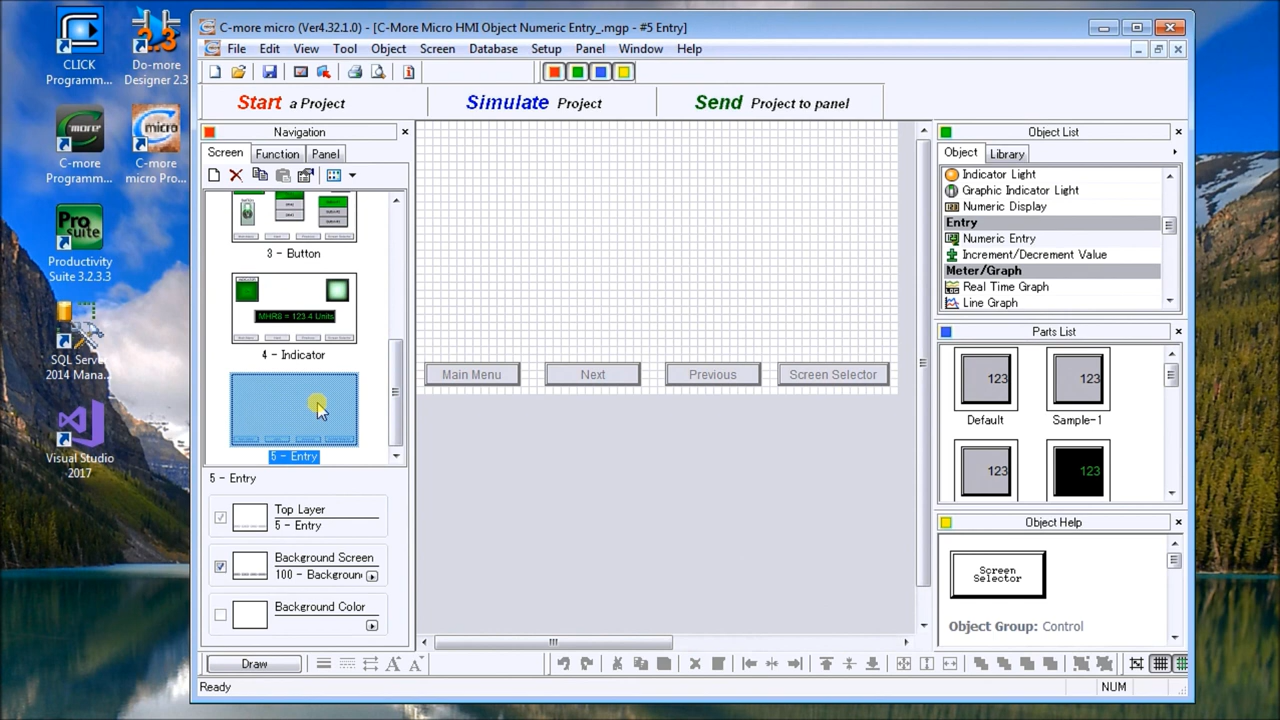 CLICK
Programm...
Do-more
Designer 2.3
C-more
Programm...
C-more
micro Pro...
Productivity
Suite 3.2.3.3
SQL Serve
2014 Mana...
Visual Studio
2017
C-more micro (Ver4.32.1.0) - [C-More Micro HMI Object Numeric Entry_.mgp - #5 Entry]
File Edit View Tool Object Screen Database Setup Panel Window Help
Start a Project
Simulate Project
Send Project to panel
Navigation
Screen Function Panel
3 - Button
MHR8 = 123.4 Units
4 - Indicator
5 - Entry
5 - Entry
Top Layer
5 - Entry
Background Screen
100 - Backgroun
Background Color
Main Menu
Next
Previous
Screen Selector
Object List
Object Library
Indicator Light
Graphic Indicator Light
Numeric Display
Entry
Numeric Entry
Increment/Decrement Value
Meter/Graph
Real Time Graph
Line Graph
Parts List
123
123
Default
Sample-1
123
123
Object Help
Screen
Selector
Object Group: Control
Draw
Ready
NUM